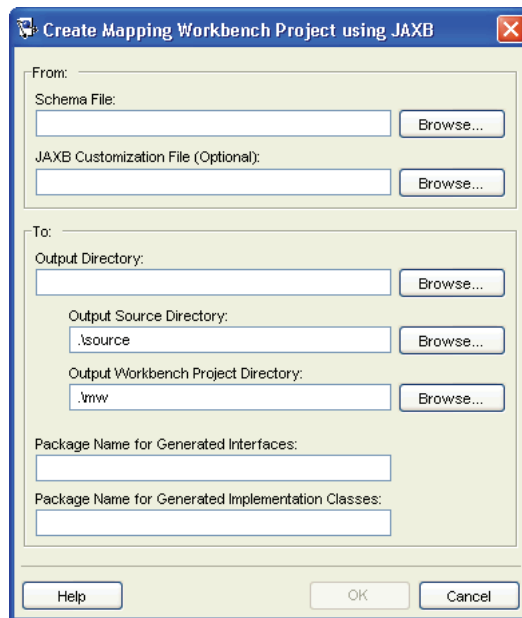 Create Mapping Workbench Project using JAXB
From:
Schema File:
Browse...
JAXB Customization File (Optional):
Browse...
To:
Output Directory:
Browse...
Output Source Directory:
.\source
Browse...
Output Workbench Project Directory:
.\mw
Browse...
Package Name for Generated Interfaces:
Package Name for Generated Implementation Classes:
Help
OK
Cancel